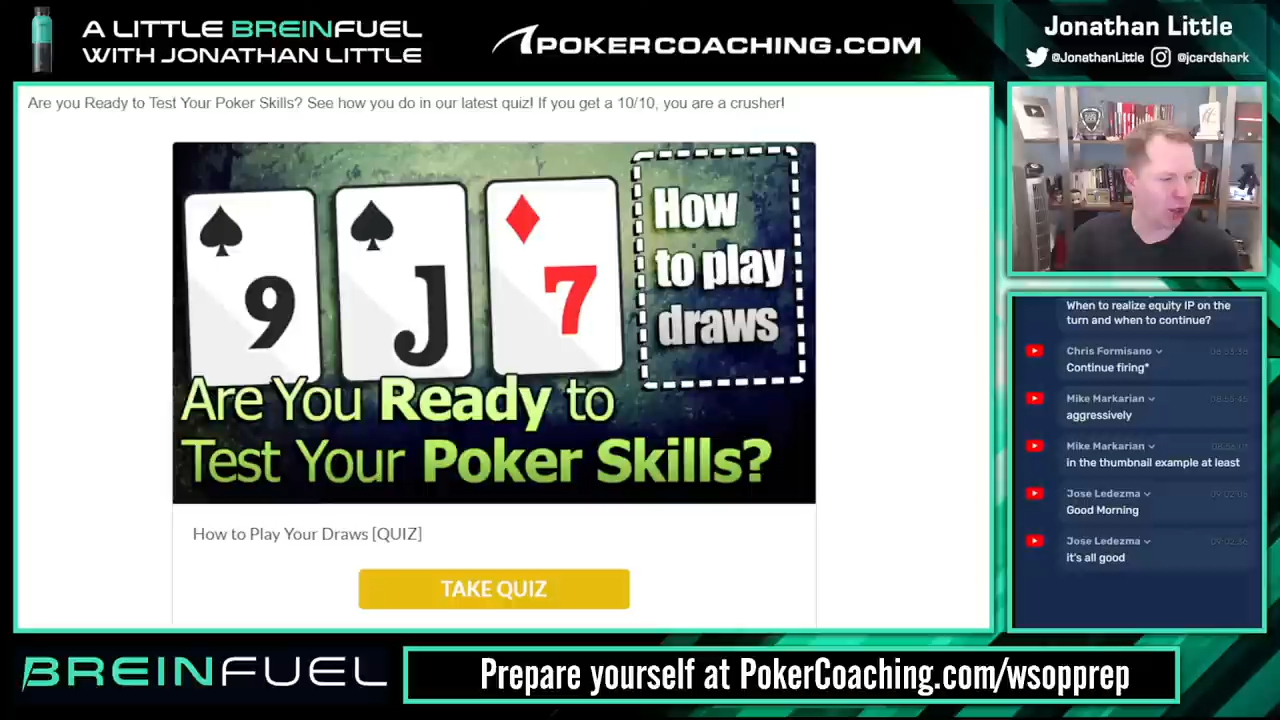 A LITTLE BREINFUEL
WITH JONATHAN LITTLE
POKERCOACHING.COM
Jonathan Little
@JonathanLittle @jcardshark
Are you Ready to Test Your Poker Skills? See how you do in our latest quiz! If you get a 10/10, you are a crusher!
9 J 7
How
to play
draws
Are You Ready to
Test Your Poker Skills?
How to Play Your Draws [QUIZ]
TAKE QUIZ
When to realize equity IP on the
turn and when to continue?
Chris Formisano
Continue firing*
Mike Markarian
aggressively
Mike Markarian
in the thumbnail example at least
Jose Ledezma
Good Morning
Jose Ledezma
it's all good
BREINFUEL
Prepare yourself at PokerCoaching.com/wsopprep